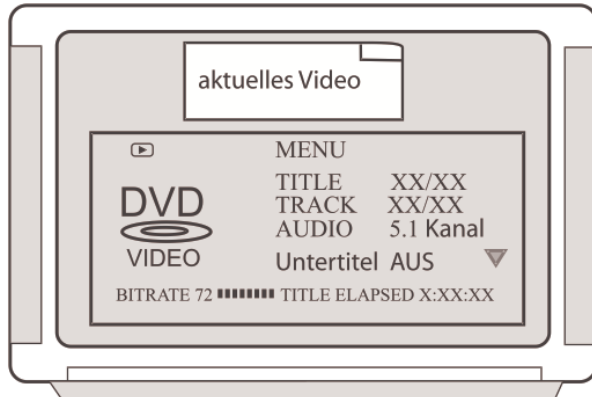 aktuelles Video
MENU
TITLE XX/XX
TRACK XX/XX
AUDIO 5.1 Kanal
Untertitel AUS
DVD
VIDEO
BITRATE 72 TITLE ELAPSED X:XX:XX